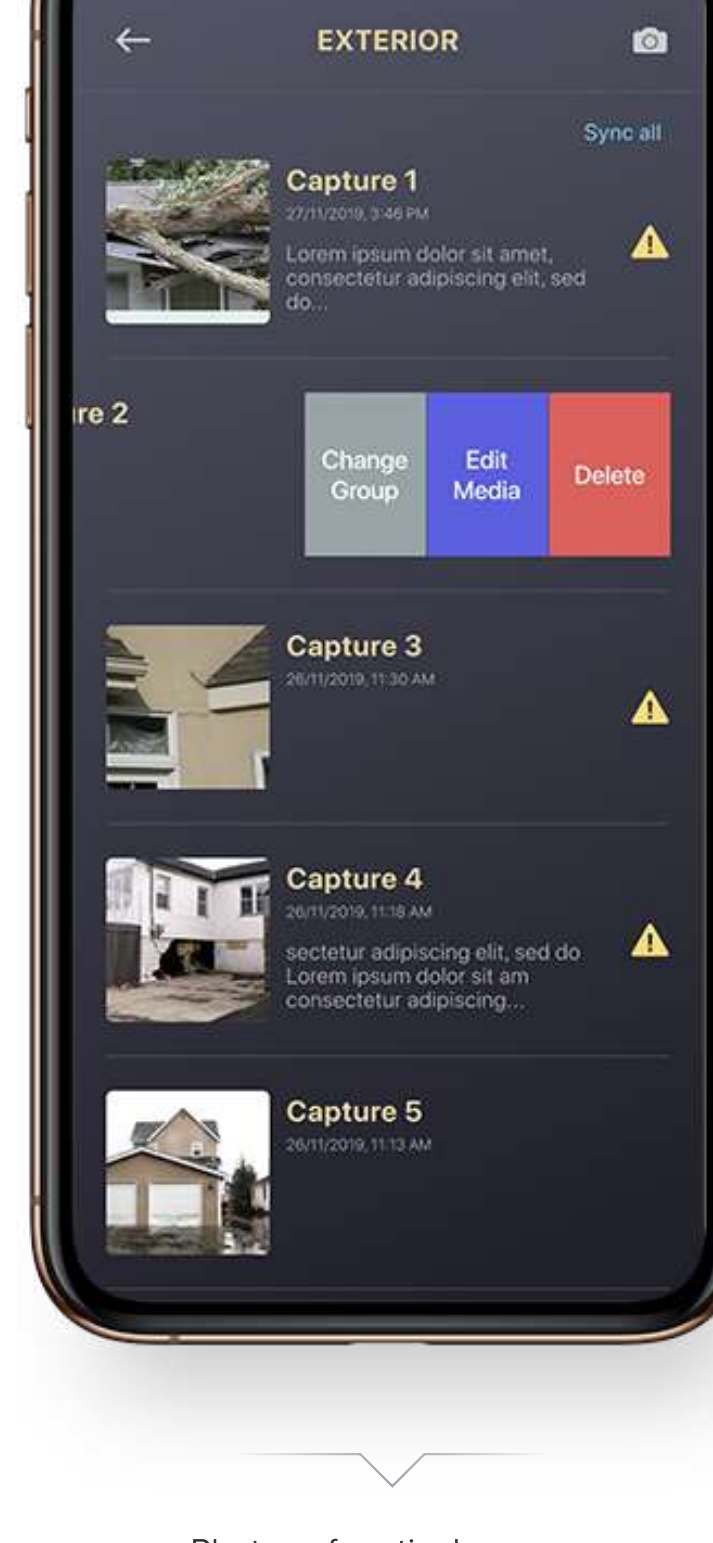 EXTERIOR
Sync all
Capture 1
27/11/2019, 3:46 PM
Lorem ipsum dolor sit amet,
consectetur adipiscing elit, sed
do...
re 2
Change
Group
Edit
Media
Delete
Capture 3
26/11/2019, 11:30 AM
Capture 4
26/11/2019, 11:18 AM
sectetur adipiscing elit, sed do
Lorem ipsum dolor sit am
consectetur adipiscing...
Capture 5
26/11/2019, 11:13 AM